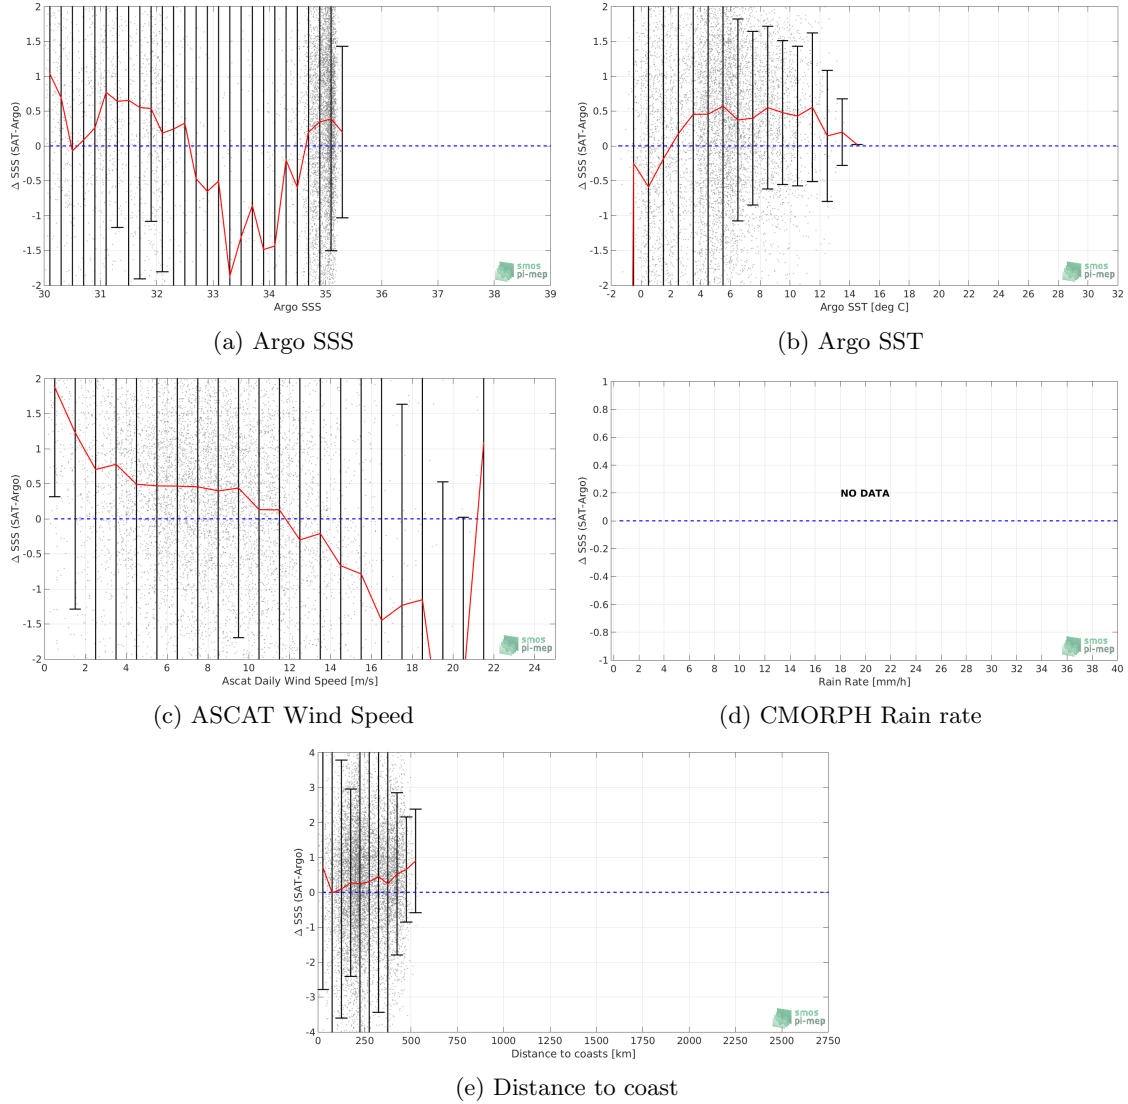 2
1.5
1
0.5
0
-0.5
-1
-1.5
-2
Δ SSS (SAT-Argo)
30 31 32 33 34 35 36 37 38 39
Argo SSS
smos
pi-mep
(a) Argo SSS
2
1.5
1
0.5
0
-0.5
-1
-1.5
-2
Δ SSS (SAT-Argo)
-2 0 2 4 6 8 10 12 14 16 18 20 22 24 26 28 30 32
Argo SST [deg C]
smos
pi-mep
(b) Argo SST
2
1.5
1
0.5
0
-0.5
-1
-1.5
-2
Δ SSS (SAT-Argo)
0 2 4 6 8 10 12 14 16 18 20 22 24
Ascat Daily Wind Speed [m/s]
smos
pi-mep
(c) ASCAT Wind Speed
1
0.8
0.6
0.4
0.2
0
-0.2
-0.4
-0.6
-0.8
-1
Δ SSS (SAT-Argo)
NO DATA
0 2 4 6 8 10 12 14 16 18 20 22 24 26 28 30 32 34 36 38 40
Rain Rate [mm/h]
smos
pi-mep
(d) CMORPH Rain rate
4
3
2
1
0
-1
-2
-3
-4
Δ SSS (SAT-Argo)
0 250 500 750 1000 1250 1500 1750 2000 2250 2500 2750
Distance to coasts [km]
smos
pi-mep
(e) Distance to coast